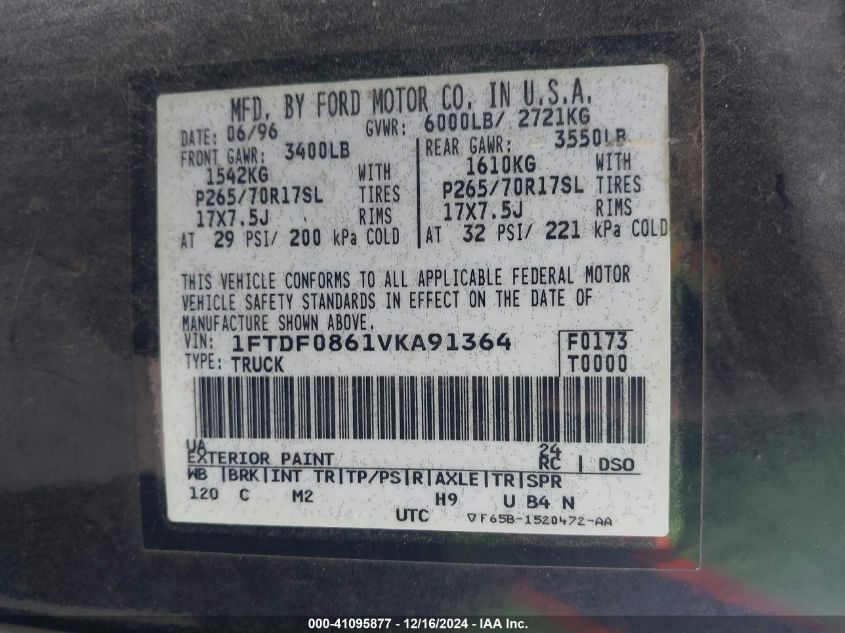 MFD. BY FORD MOTOR CO. IN U.S.A.
DATE: 06/96 GVWR: 6000LB/ 2721KG
FRONT GAWR: 3400LB REAR GAWR: 3550LB
1542KG WITH 1610KG WITH
P265/70R17SL TIRES P265/70R17SL TIRES
17X7.5J RIMS 17X7.5J RIMS
AT 29 PSI/ 200 kPa COLD AT 32 PSI/ 221 kPa COLD
THIS VEHICLE CONFORMS TO ALL APPLICABLE FEDERAL MOTOR
VEHICLE SAFETY STANDARDS IN EFFECT ON THE DATE OF
MANUFACTURE SHOWN ABOVE.
VIN: 1FTDF0861VKA91364 F0173
TYPE: TRUCK T0000
UA 24
EXTERIOR PAINT RC | DSO
WB |BRK|INT TR|TP/PS|R|AXLE|TR|SPR
120 C M2 H9 U B4 N
UTC ▽F65B-1520472-AA
000-41095877 - 12/16/2024 - IAA Inc.